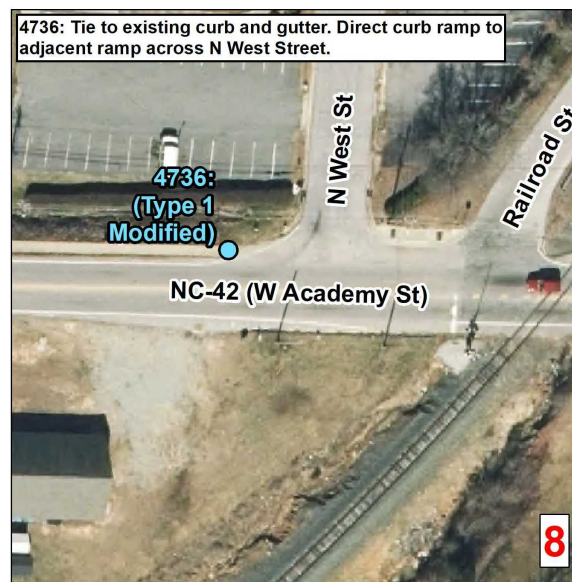 4736: Tie to existing curb and gutter. Direct curb ramp to
adjacent ramp across N West Street.
4736:
(Type 1
Modified)
N West St
Railroad St
NC-42 (W Academy St)
8